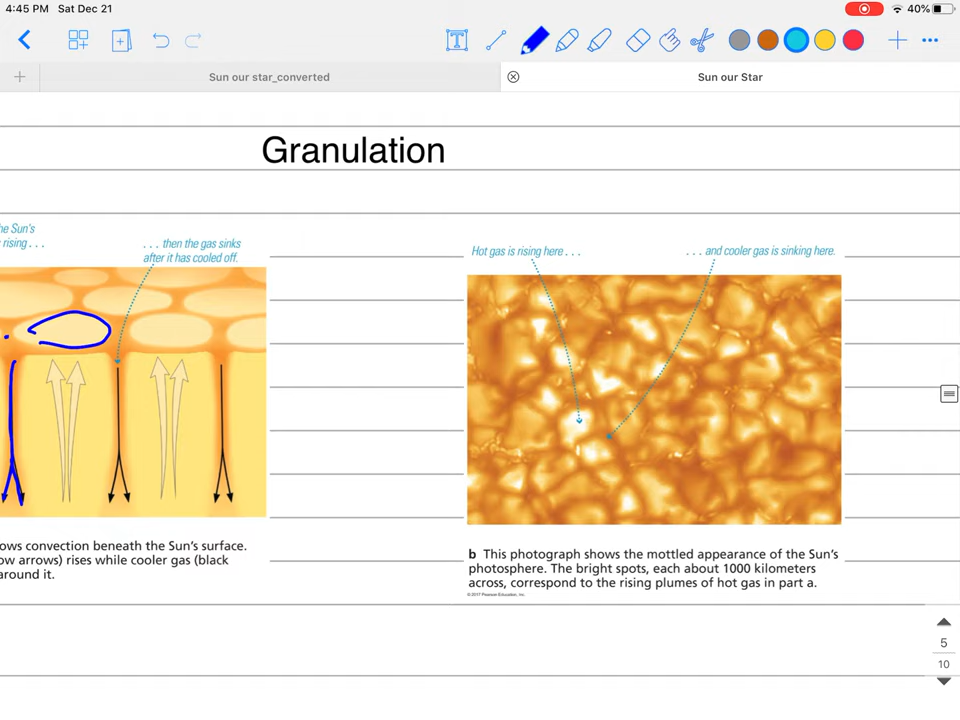 4:45 PM Sat Dec 21
40%
Sun our star_converted
Sun our Star
Granulation
he Sun's
rising . . .
. . . then the gas sinks
after it has cooled off.
Hot gas is rising here . . .
. . . and cooler gas is sinking here.
ows convection beneath the Sun's surface.
ow arrows) rises while cooler gas (black
around it.
b This photograph shows the mottled appearance of the Sun's
photosphere. The bright spots, each about 1000 kilometers
across, correspond to the rising plumes of hot gas in part a.
© 2017 Pearson Education, Inc.
5
10